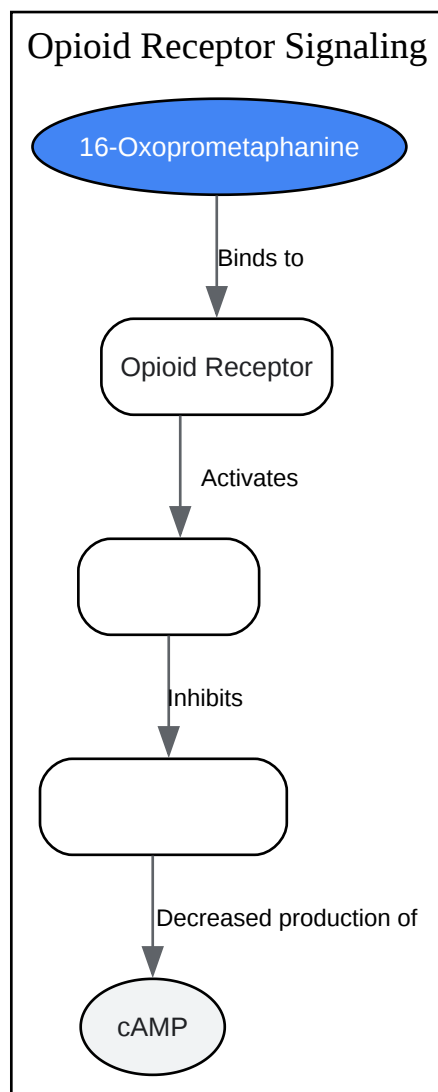 Opioid Receptor Signaling
16-Oxoprometaphanine
Binds to
Opioid Receptor
Activates
Inhibits
Decreased production of
cAMP